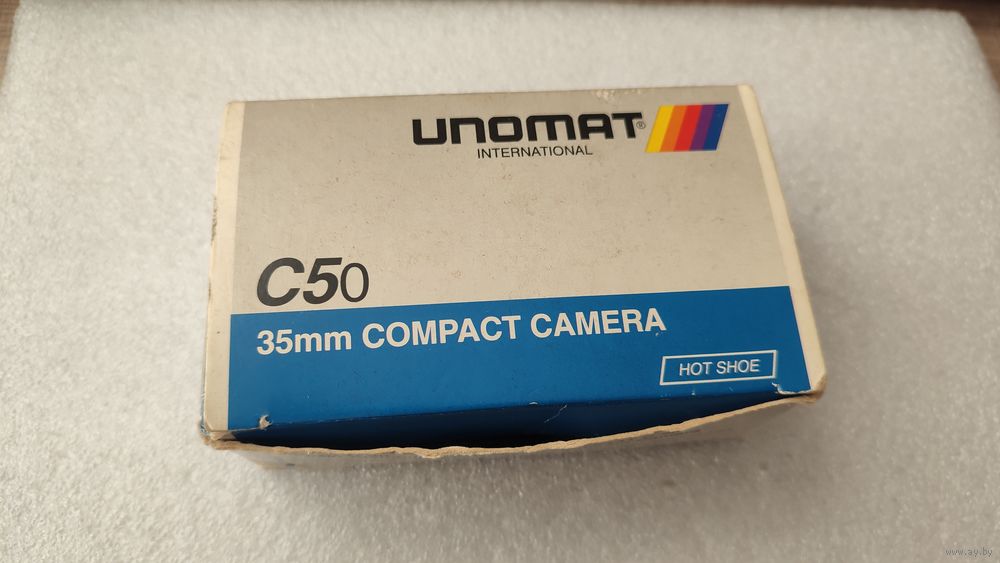 UNOMAT®
INTERNATIONAL
C50
35mm COMPACT CAMERA
HOT SHOE
www.ay.by